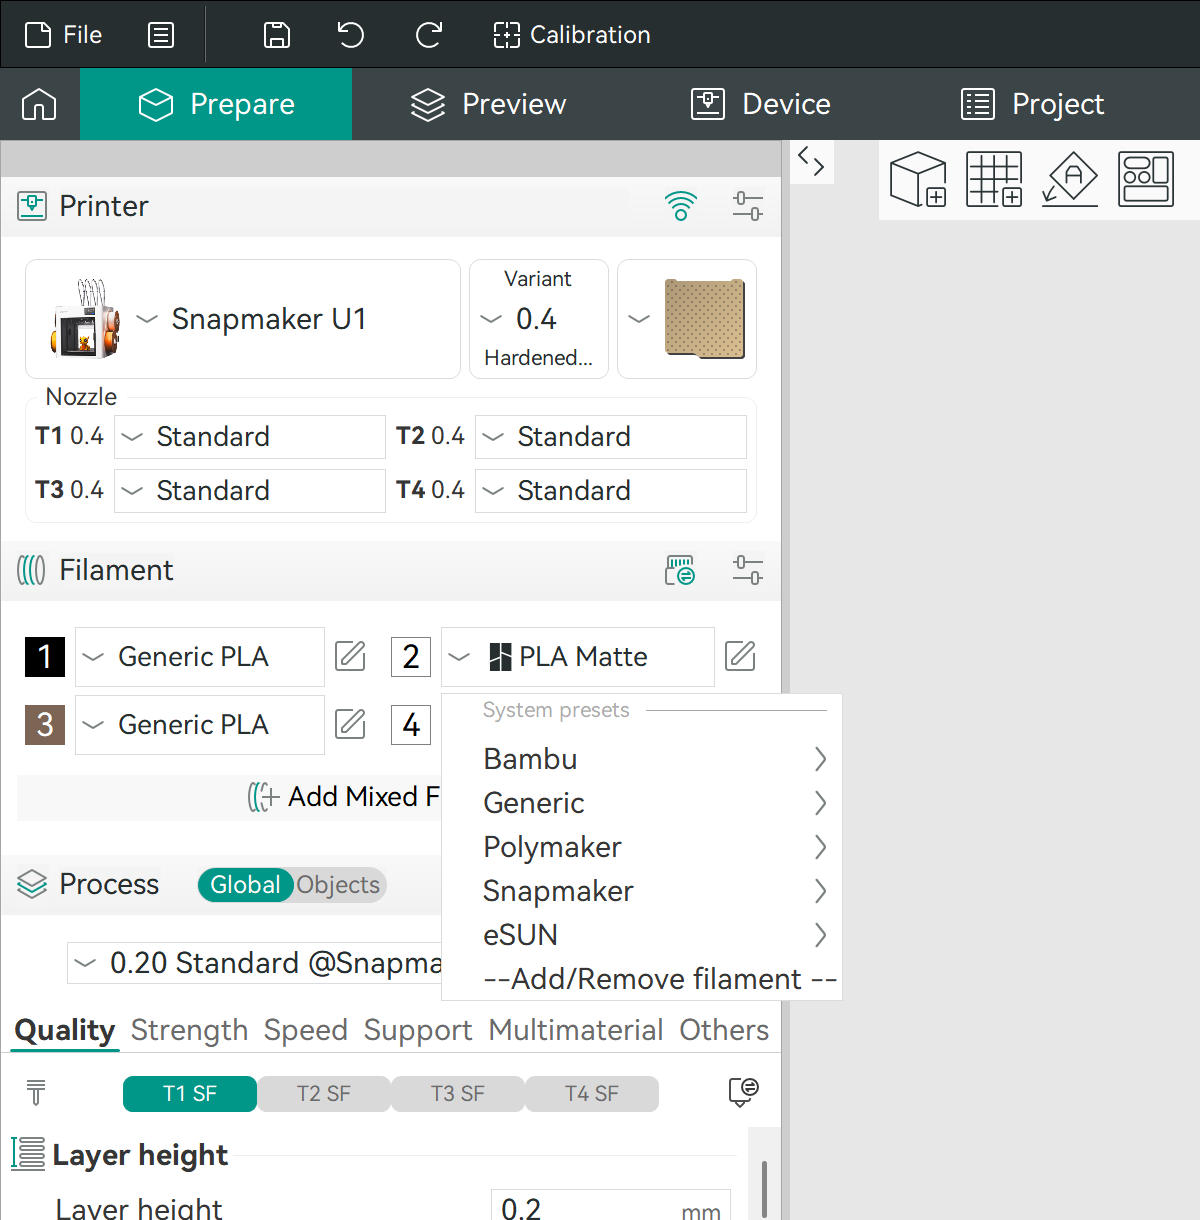 File
Calibration
Prepare
Preview
Device
Project
Printer
Snapmaker U1
Variant
0.4
Hardened...
Nozzle
T1 0.4 Standard T2 0.4 Standard
T3 0.4 Standard T4 0.4 Standard
Filament
1 Generic PLA 2 PLA Matte
3 Generic PLA 4
System presets
Bambu
Generic
Polymaker
Snapmaker
eSUN
--Add/Remove filament --
Add Mixed F
Process Global Objects
0.20 Standard @Snapma
Quality Strength Speed Support Multimaterial Others
T1 SF T2 SF T3 SF T4 SF
Layer height
Layer height 0.2 mm